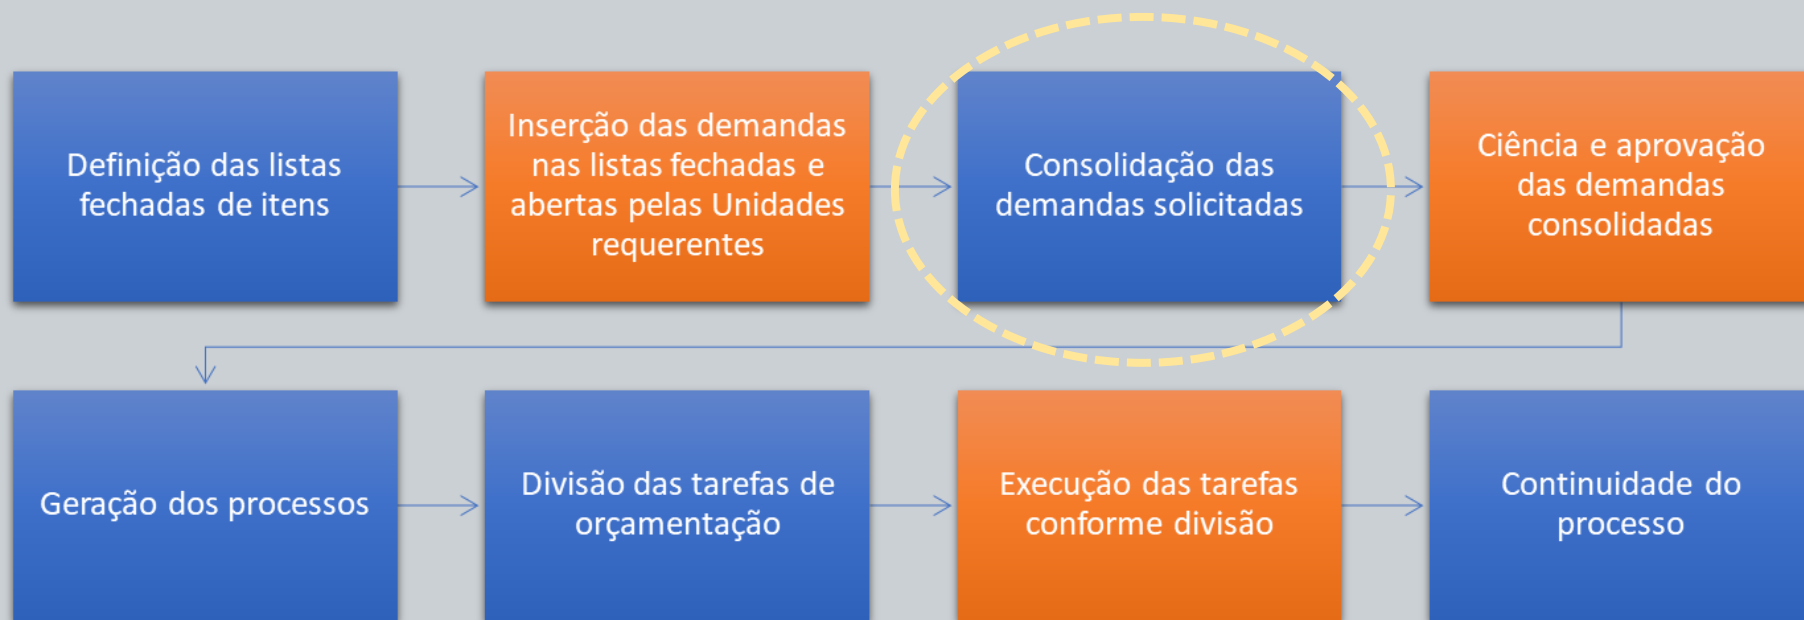 Definição das listas
fechadas de itens
Inserção das demandas
nas listas fechadas e
abertas pelas Unidades
requerentes
Consolidação das
demandas solicitadas
Ciência e aprovação
das demandas
consolidadas
Geração dos processos
Divisão das tarefas de
orçamentação
Execução das tarefas
conforme divisão
Continuidade do
processo